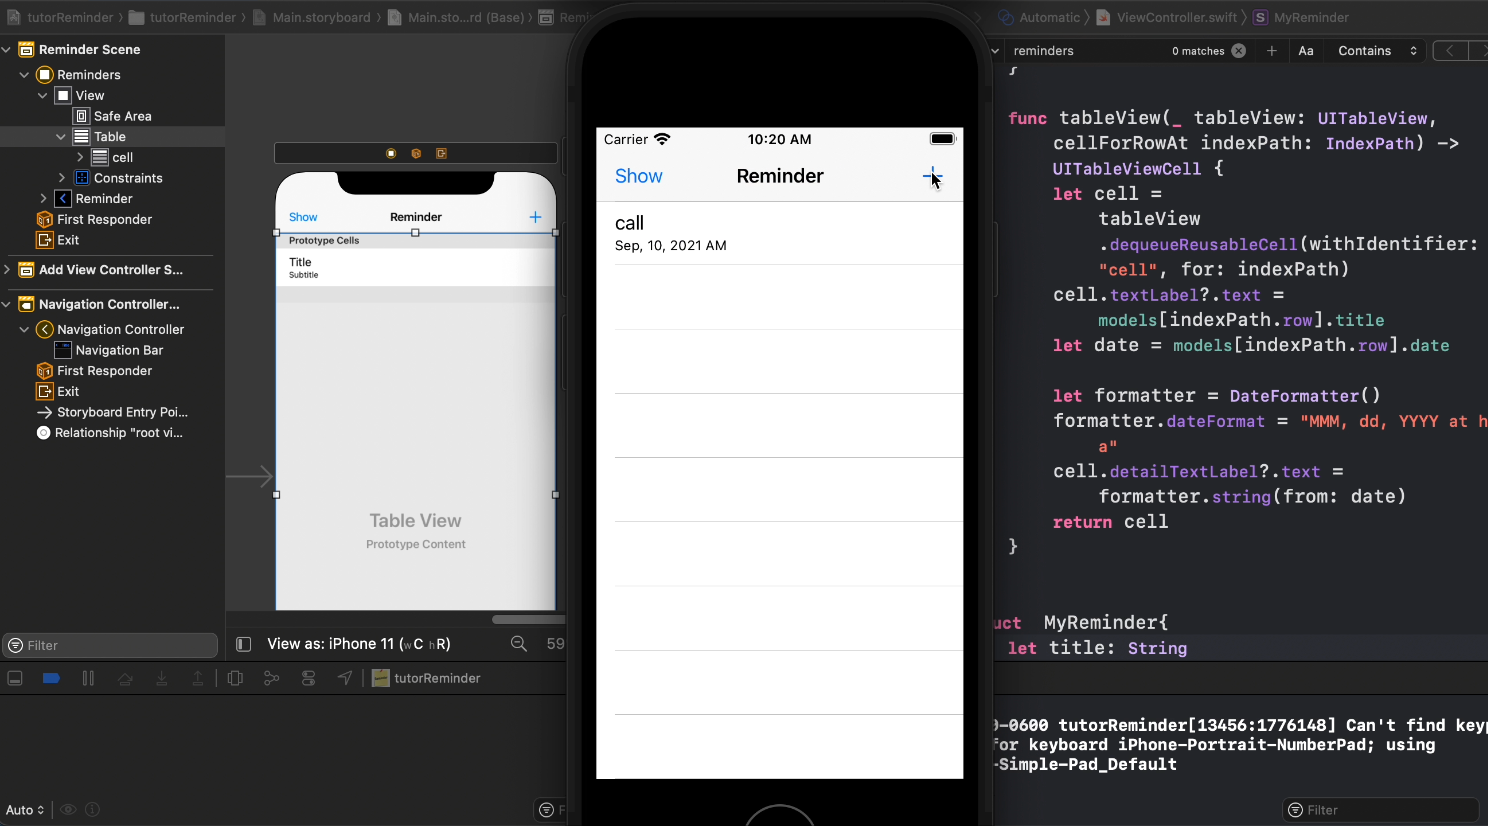 tutorReminder
tutorReminder
Main.storyboard
Main.sto...rd (Base)
Automatic
ViewController.swift
S
MyReminder
Reminder Scene
Reminders
View
Safe Area
Table
cell
Constraints
Reminder
First Responder
Exit
Add View Controller S...
Navigation Controller...
Navigation Controller
Navigation Bar
First Responder
Exit
Storyboard Entry Poi...
Relationship "root vi...
Filter
Show
Reminder
+
Prototype Cells
Title
Subtitle
Table View
Prototype Content
View as: iPhone 11 (wC hR)
59
tutorReminder
Auto
Carrier
10:20 AM
Show
Reminder
+
call
Sep, 10, 2021 AM
reminders
0 matches
+
Aa
Contains
}
func tableView(_ tableView: UITableView,
cellForRowAt indexPath: IndexPath) ->
UITableViewCell {
let cell =
tableView
.dequeueReusableCell(withIdentifier:
"cell", for: indexPath)
cell.textLabel?.text =
models[indexPath.row].title
let date = models[indexPath.row].date
let formatter = DateFormatter()
formatter.dateFormat = "MMM, dd, YYYY at h
a"
cell.detailTextLabel?.text =
formatter.string(from: date)
return cell
}
uct MyReminder{
let title: String
-0600 tutorReminder[13456:1776148] Can't find key
for keyboard iPhone-Portrait-NumberPad; using
-Simple-Pad_Default
Filter